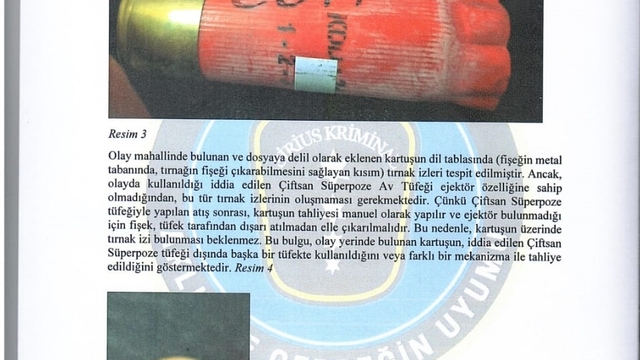 Resim 3
Olay mahallinde bulunan ve dosyaya delil olarak eklenen kartuşun dil tablasında (fişeğin metal
tabanında, tırnağın fişeği çıkarabilmesini sağlayan kısım) tırnak izleri tespit edilmiştir. Ancak,
olayda kullanıldığı iddia edilen Çiftsan Süperpoze Av Tüfeği ejektör özelliğine sahip
olmadığından, bu tür tırnak izlerinin oluşmaması gerekmektedir. Çünkü Çiftsan Süperpoze
tüfeğiyle yapılan atış sonrası, kartuşun tahliyesi manuel olarak yapılır ve ejektör bulunmadığı
için fişek, tüfek tarafından dışarı atılmadan elle çıkarılmalıdır. Bu nedenle, kartuşun üzerinde
tırnak izi bulunması beklenmez. Bu bulgu, olay yerinde bulunan kartuşun, iddia edilen Çiftsan
Süperpoze tüfeği dışında başka bir tüfekte kullanıldığını veya farklı bir mekanizma ile tahliye
edildiğini göstermektedir. Resim 4